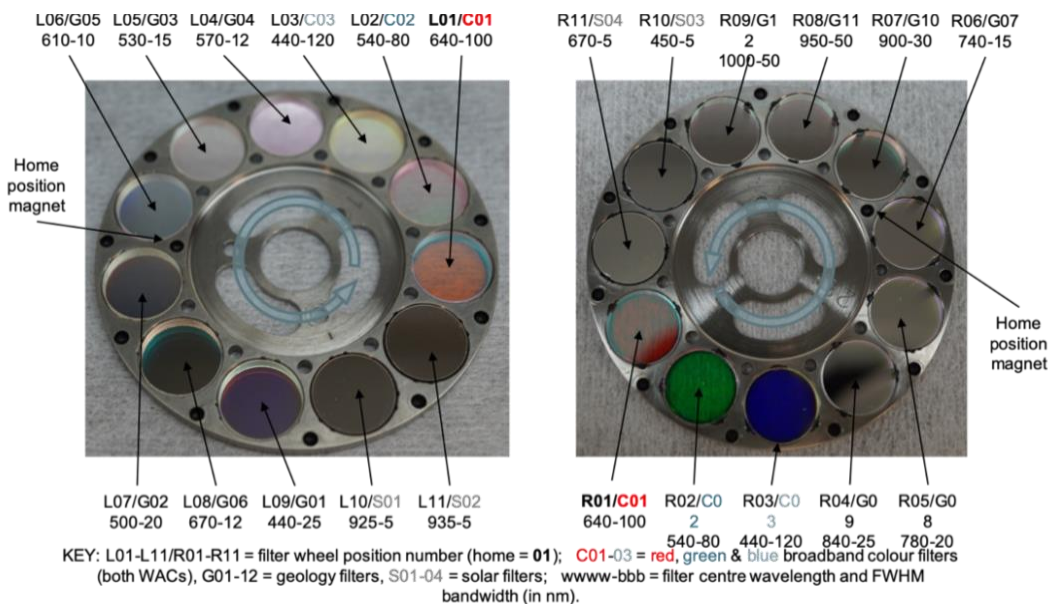 L06/G05 L05/G03 L04/G04 L03/C03 L02/C02 L01/C01
610-10 530-15 570-12 440-120 540-80 640-100
R11/S04 R10/S03 R09/G1 R08/G11 R07/G10 R06/G07
670-5 450-5 2 950-50 900-30 740-15
1000-50
Home
position
magnet
Home
position
magnet
L07/G02 L08/G06 L09/G01 L10/S01 L11/S02
500-20 670-12 440-25 925-5 935-5
R01/C01 R02/C0 R03/C0 R04/G0 R05/G0
640-100 2 3 9 8
540-80 440-120 840-25 780-20
KEY: L01-L11/R01-R11 = filter wheel position number (home = 01); C01-03 = red, green & blue broadband colour filters
(both WACs), G01-12 = geology filters, S01-04 = solar filters; wwww-bbb = filter centre wavelength and FWHM
bandwidth (in nm).